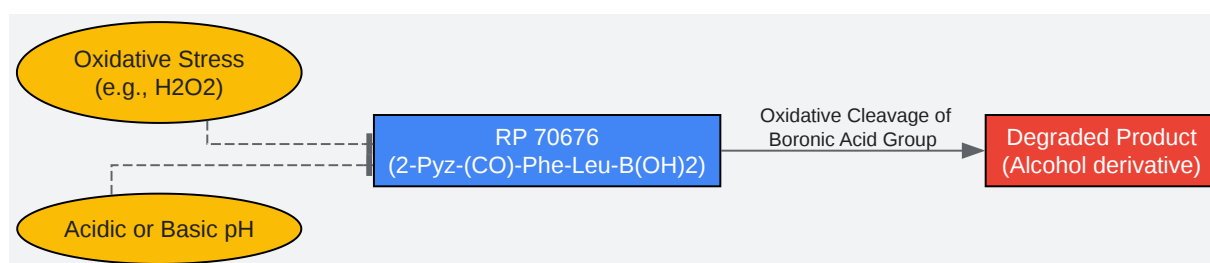 Oxidative Stress
(e.g., H2O2)
Acidic or Basic pH
RP 70676
(2-Pyz-(CO)-Phe-Leu-B(OH)2)
Oxidative Cleavage of
Boronic Acid Group
Degraded Product
(Alcohol derivative)